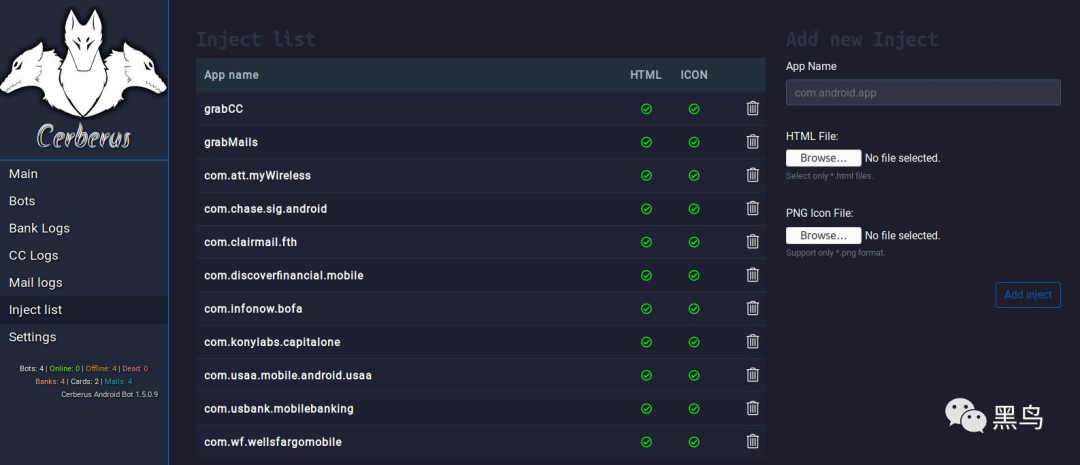 Cerberus
Main
Bots
Bank Logs
CC Logs
Mail logs
Inject list
Settings
Bots: 4 | Online: 0 | Offline: 4 | Dead: 0
Banks: 4 | Cards: 2 | Mails: 4
Cerberus Android Bot 1.5.0.9
Inject list
App name HTML ICON
grabCC
grabMails
com.att.myWireless
com.chase.sig.android
com.clairmail.fth
com.discoverfinancial.mobile
com.infonow.bofa
com.konylabs.capitalone
com.usaa.mobile.android.usaa
com.usbank.mobilebanking
com.wf.wellsfargomobile
Add new Inject
App Name
com.android.app
HTML File:
Browse... No file selected.
Select only *.html files.
PNG Icon File:
Browse... No file selected.
Support only *.png format.
Add inject
黑鸟